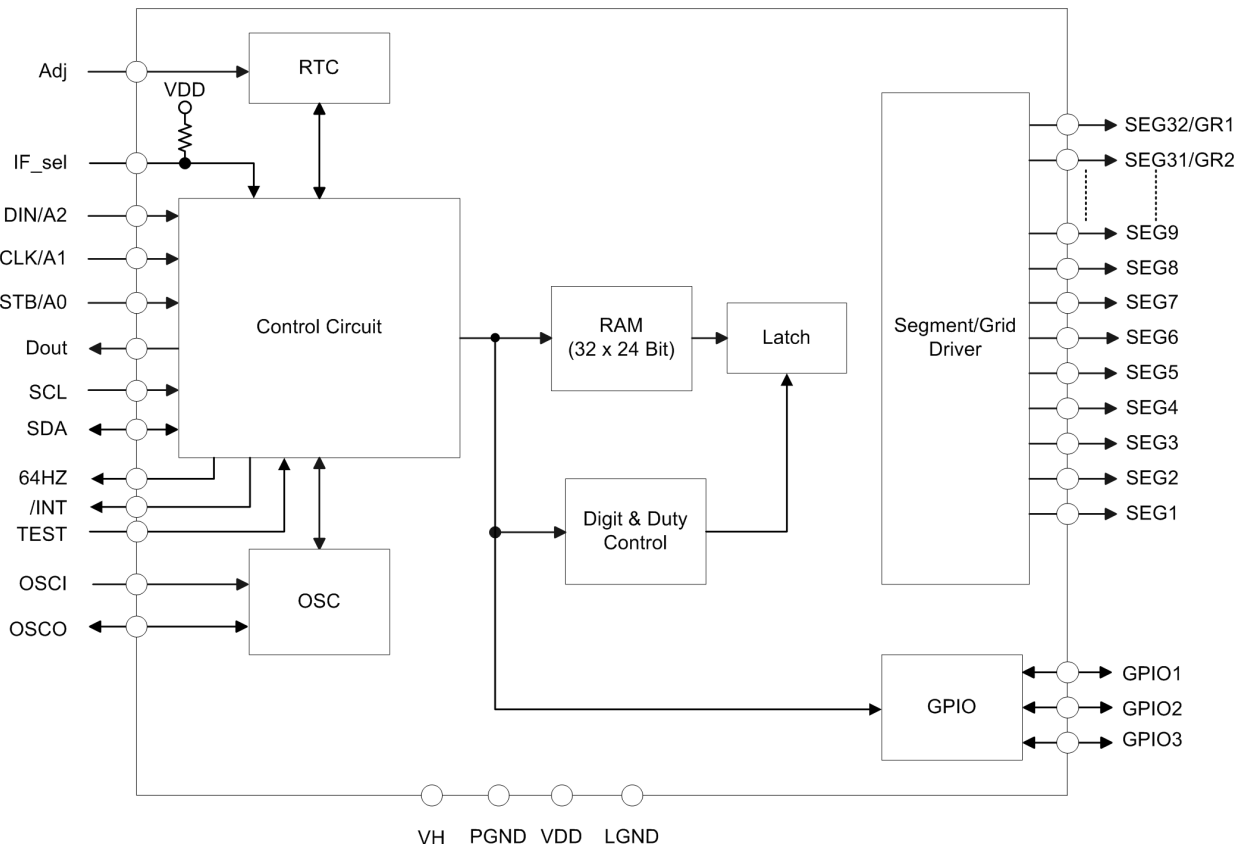 Adj
RTC
VDD
IF_sel
DIN/A2
CLK/A1
STB/A0
Dout
SCL
SDA
64HZ
/INT
TEST
OSCI
OSCO
Control Circuit
OSC
RAM
(32 x 24 Bit)
Latch
Digit & Duty
Control
Segment/Grid
Driver
GPIO
SEG32/GR1
SEG31/GR2
SEG9
SEG8
SEG7
SEG6
SEG5
SEG4
SEG3
SEG2
SEG1
GPIO1
GPIO2
GPIO3
VH PGND VDD LGND